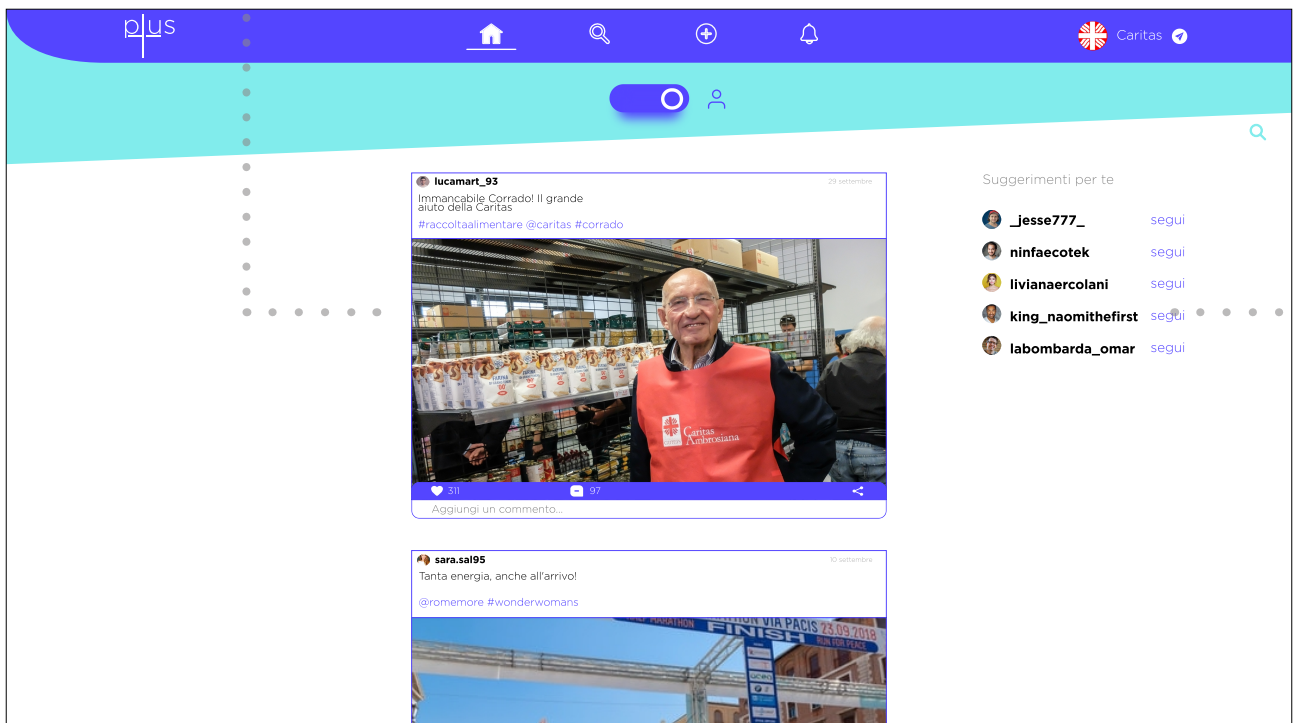 plus
Caritas
lucamart_93
29 settembre
Immancabile Corrado! Il grande
aiuto della Caritas
#raccoltaalimentare @caritas #corrado
Caritas
Ambrosiana
311
97
Aggiungi un commento...
sara.sal95
10 settembre
Tanta energia, anche all'arrivo!
@romemore #wonderwomans
HALF MARATHON VIA PACIS 23.09.2018
FINISH RUN FOR PEACE
Suggerimenti per te
_jesse777_ segui
ninfaecotek segui
livianaercolani segui
king_naomithefirst segui
labombarda_omar segui